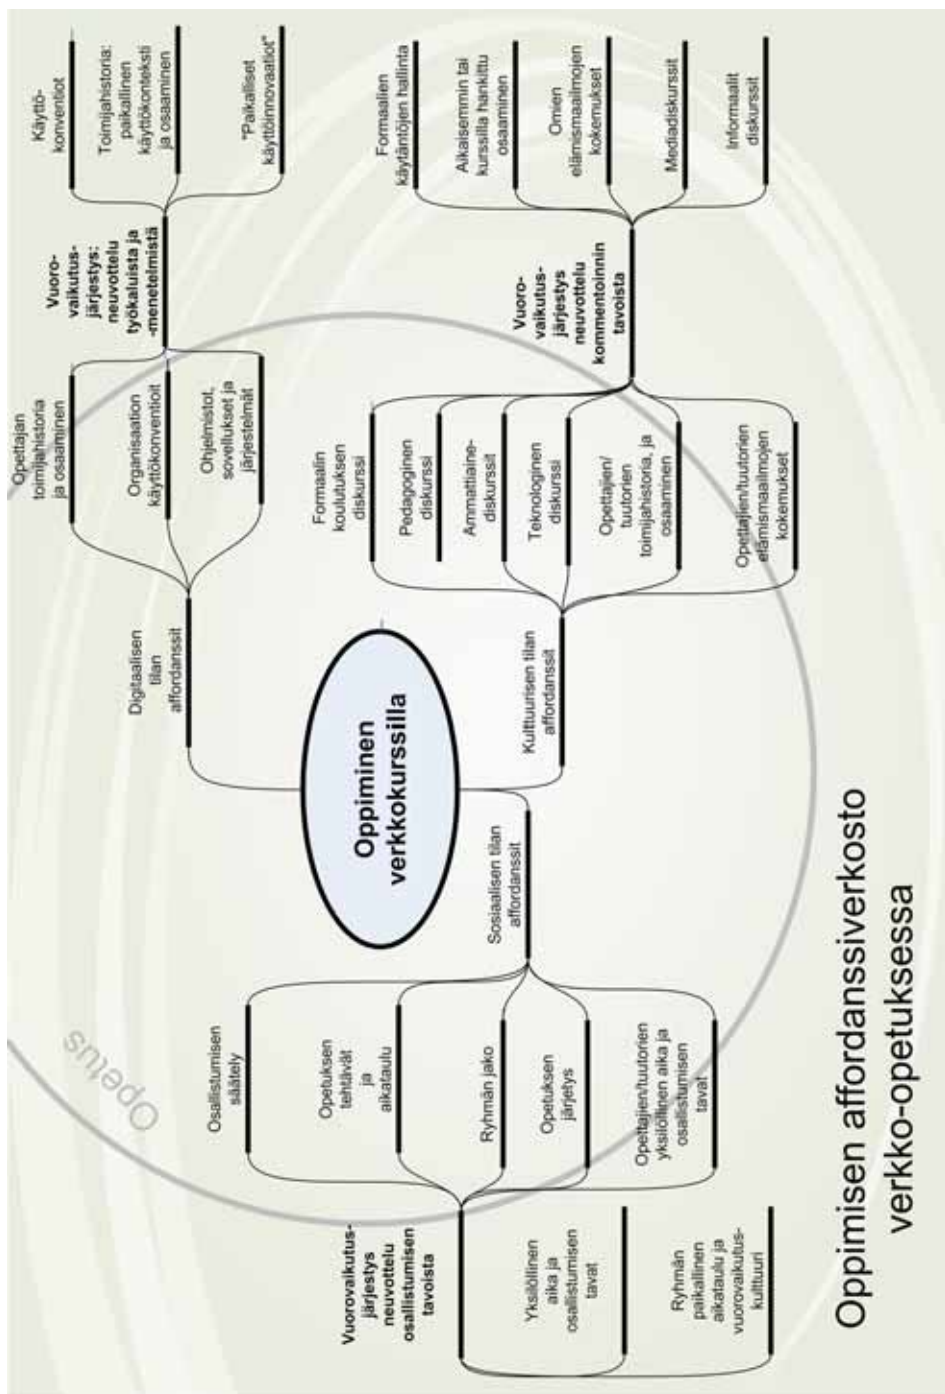 Opetus
Oppiminen
verkkokurssilla
Digitaalisen
tilan
affordanssit
Opettajan
toimijahistoria
ja osaaminen
Organisaation
käyttökonventioit
Ohjelmistot,
sovellukset ja
järjestelmät
Vuoro-
vaikutus-
järjestys:
neuvottelu
työkaluista ja
-menetelmistä
Käyttö-
konventiot
Toimijahistoria:
paikallinen
käyttökonteksti
ja osaaminen
"Paikalliset
käyttöinnovaatiot"
Kulttuurisen tilan
affordanssit
Formaalin
koulutuksen
diskurssi
Pedagoginen
diskurssi
Ammattiaine-
diskurssit
Teknologinen
diskurssi
Opettajien/
tuutorien
toimijahistoria, ja
osaaminen
Opettajien/tuutorien
elämismaailmojen
kokemukset
Vuoro-
vaikutus-
järjestys
neuvottelu
kommentoinnin
tavoista
Formaalien
käytäntöjen hallinta
Aikaisemmin tai
kurssilla hankittu
osaaminen
Omien
elämismaailmojen
kokemukset
Mediadiskurssit
Informaalit
diskurssit
Sosiaalisen tilan
affordanssit
Osallistumisen
säätely
Opetuksen
tehtävät
ja
aikataulu
Ryhmän jako
Opetuksen
järjestys
Opettajien/tuutorien
yksilöllinen aika ja
osallistumisen
tavat
Vuorovaikutus-
järjestys
neuvottelu
osallistumisen
tavoista
Yksilöllinen
aika ja
osallistumisen
tavat
Ryhmän
paikallinen
aikataulu ja
vuorovaikutus-
kulttuuri
Oppimisen affordanssiverkosto
verkko-opetuksessa